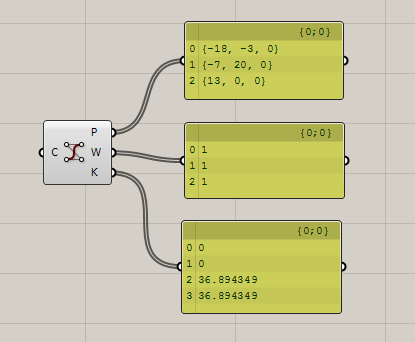 {0;0}
0 {-18, -3, 0}
1 {-7, 20, 0}
2 {13, 0, 0}
C
P
W
K
{0;0}
0 1
1 1
2 1
{0;0}
0 0
1 0
2 36.894349
3 36.894349